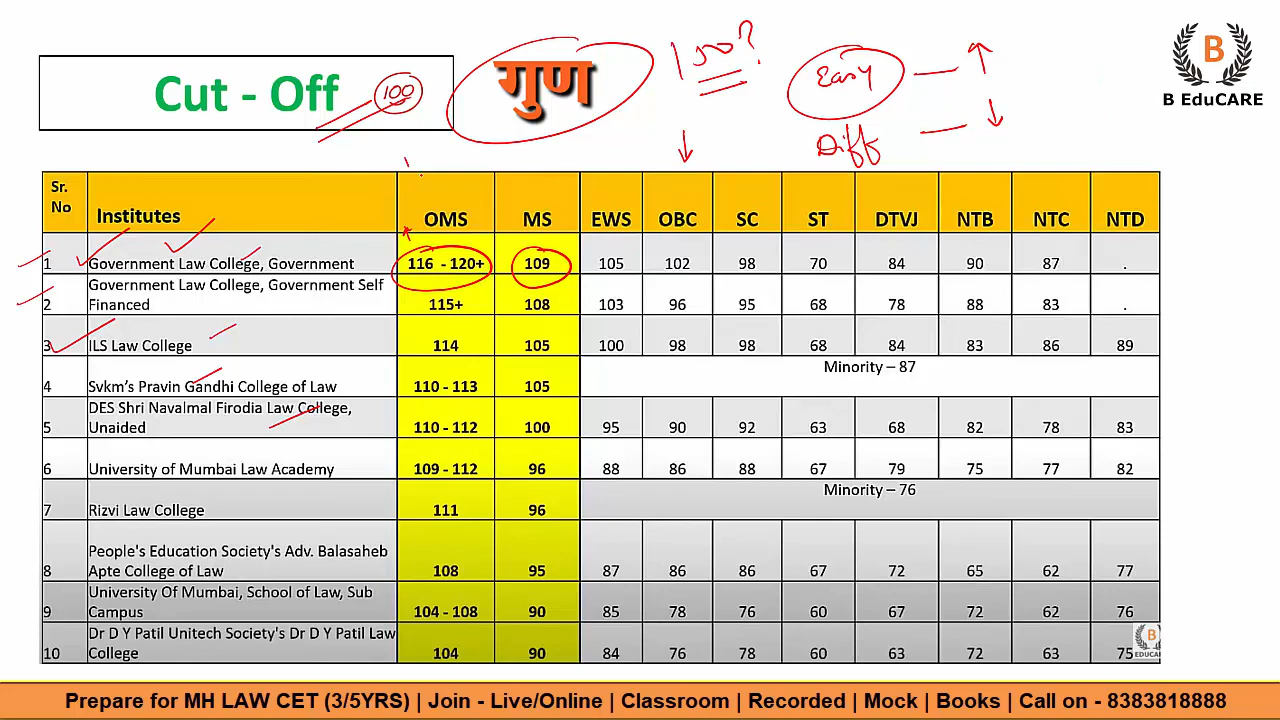 Cut - Off
100
गुण
Easy
Diff
B
B EduCARE
Sr. No Institutes OMS MS EWS OBC SC ST DTVJ NTB NTC NTD
1 Government Law College, Government 116 - 120+ 109 105 102 98 70 84 90 87 .
2 Government Law College, Government Self Financed 115+ 108 103 96 95 68 78 88 83 .
3 ILS Law College 114 105 100 98 98 68 84 83 86 89
4 Svkm's Pravin Gandhi College of Law 110 - 113 105 Minority – 87
5 DES Shri Navalmal Firodia Law College, Unaided 110 - 112 100 95 90 92 63 68 82 78 83
6 University of Mumbai Law Academy 109 - 112 96 88 86 88 67 79 75 77 82
7 Rizvi Law College 111 96 Minority – 76
8 People's Education Society's Adv. Balasaheb Apte College of Law 108 95 87 86 86 67 72 65 62 77
9 University Of Mumbai, School of Law, Sub Campus 104 - 108 90 85 78 76 60 67 72 62 76
10 Dr D Y Patil Unitech Society's Dr D Y Patil Law College 104 90 84 76 78 60 63 72 63 75
Prepare for MH LAW CET (3/5YRS) | Join - Live/Online | Classroom | Recorded | Mock | Books | Call on - 8383818888